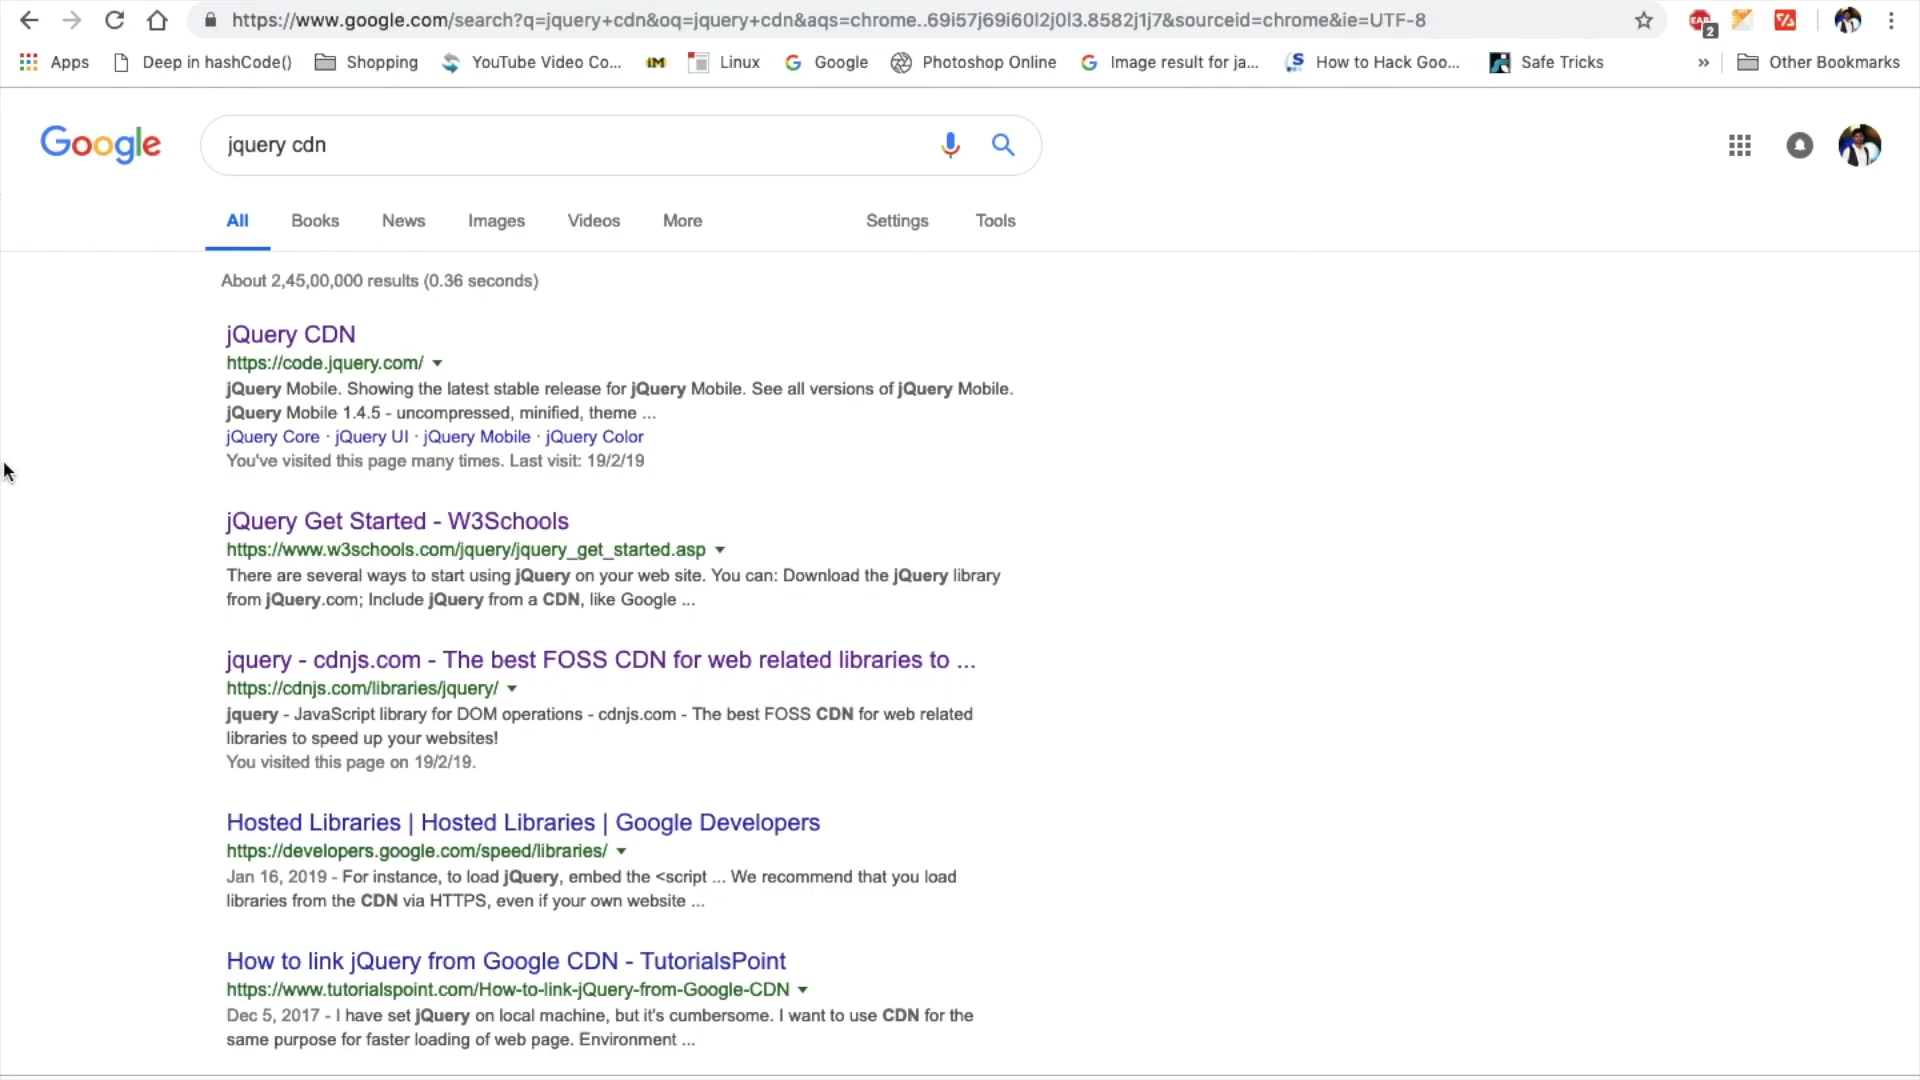 https://www.google.com/search?q=jquery+cdn&oq=jquery+cdn&aqs=chrome..69i57j69i60l2j0l3.8582j1j7&sourceid=chrome&ie=UTF-8
2
Apps Deep in hashCode() Shopping YouTube Video Co... IM Linux Google Photoshop Online Image result for ja... How to Hack Goo... Safe Tricks » Other Bookmarks
Google jquery cdn
All Books News Images Videos More Settings Tools
About 2,45,00,000 results (0.36 seconds)
jQuery CDN
https://code.jquery.com/
jQuery Mobile. Showing the latest stable release for jQuery Mobile. See all versions of jQuery Mobile.
jQuery Mobile 1.4.5 - uncompressed, minified, theme ...
jQuery Core · jQuery UI · jQuery Mobile · jQuery Color
You've visited this page many times. Last visit: 19/2/19
jQuery Get Started - W3Schools
https://www.w3schools.com/jquery/jquery_get_started.asp
There are several ways to start using jQuery on your web site. You can: Download the jQuery library
from jQuery.com; Include jQuery from a CDN, like Google ...
jquery - cdnjs.com - The best FOSS CDN for web related libraries to ...
https://cdnjs.com/libraries/jquery/
jquery - JavaScript library for DOM operations - cdnjs.com - The best FOSS CDN for web related
libraries to speed up your websites!
You visited this page on 19/2/19.
Hosted Libraries | Hosted Libraries | Google Developers
https://developers.google.com/speed/libraries/
Jan 16, 2019 - For instance, to load jQuery, embed the <script ... We recommend that you load
libraries from the CDN via HTTPS, even if your own website ...
How to link jQuery from Google CDN - TutorialsPoint
https://www.tutorialspoint.com/How-to-link-jQuery-from-Google-CDN
Dec 5, 2017 - I have set jQuery on local machine, but it's cumbersome. I want to use CDN for the
same purpose for faster loading of web page. Environment ...